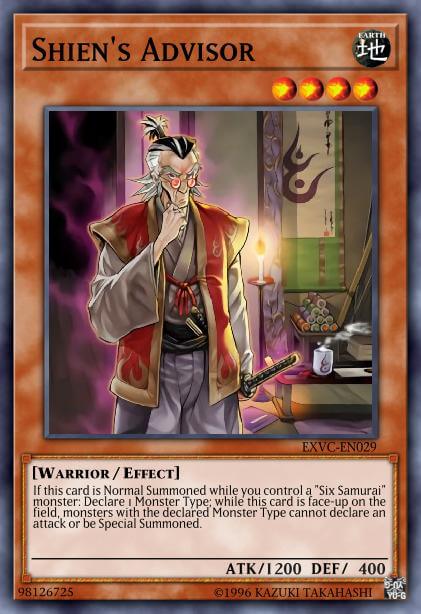 SHIEN'S ADVISOR
EARTH
地
EXVC-EN029
[WARRIOR / EFFECT]
If this card is Normal Summoned while you control a "Six Samurai"
monster: Declare 1 Monster Type; while this card is face-up on the
field, monsters with the declared Monster Type cannot declare an
attack or be Special Summoned.
ATK/1200 DEF/ 400
98126725
©1996 KAZUKI TAKAHASHI